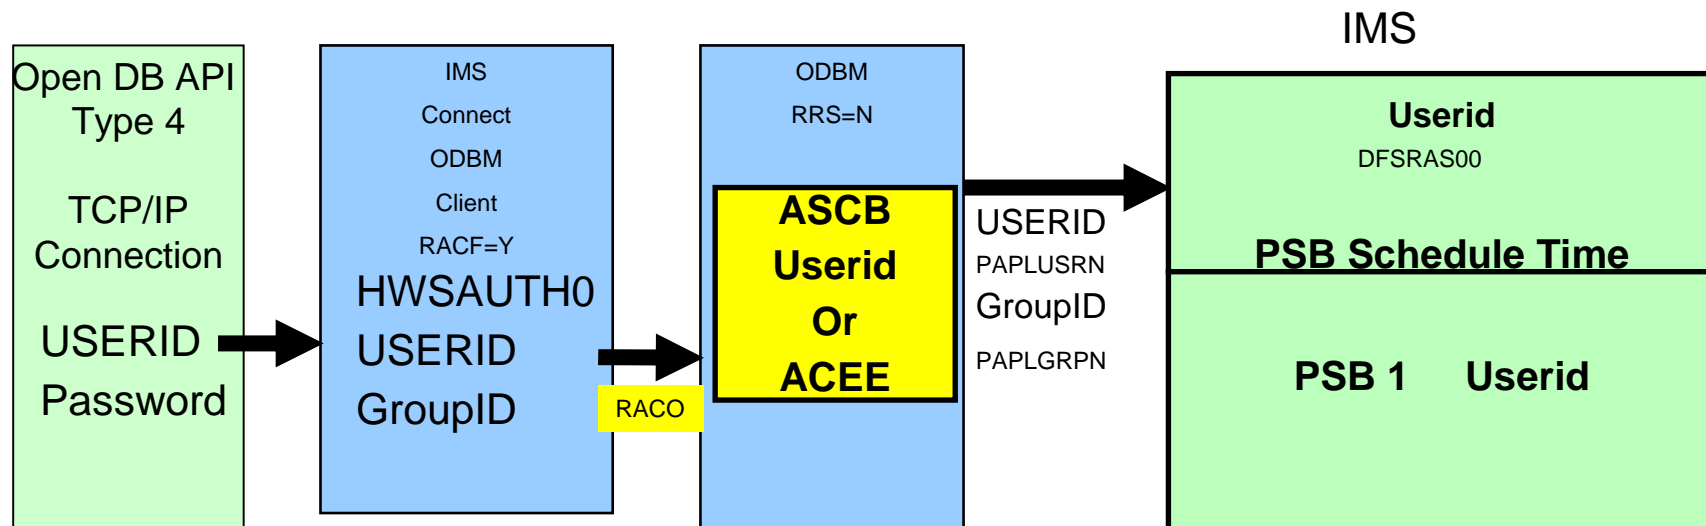 Open DB API
Type 4
TCP/IP
Connection
USERID
Password
IMS
Connect
ODBM
Client
RACF=Y
HWSAUTH0
USERID
GroupID
RACO
ODBM
RRS=N
ASCB
Userid
Or
ACEE
USERID
PAPLUSRN
GroupID
PAPLGRPN
IMS
Userid
DFSRAS00
PSB Schedule Time
PSB 1 Userid